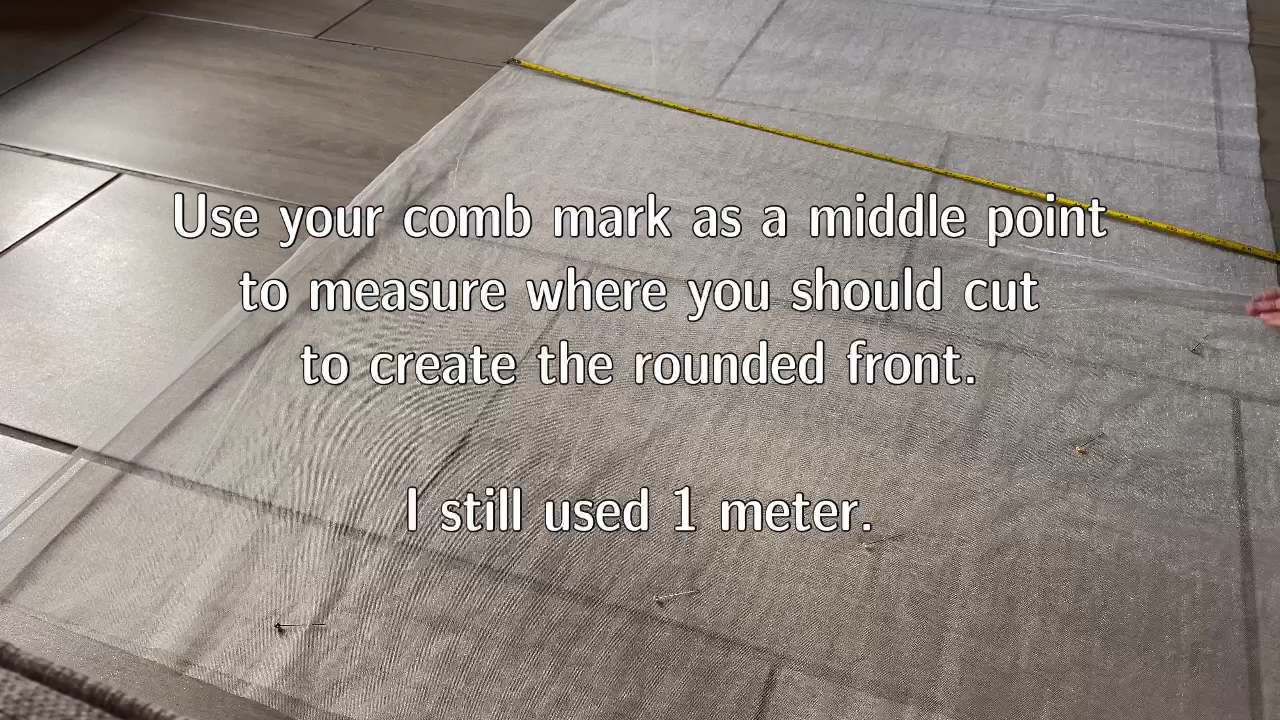 Use your comb mark as a middle point
to measure where you should cut
to create the rounded front.
I still used 1 meter.